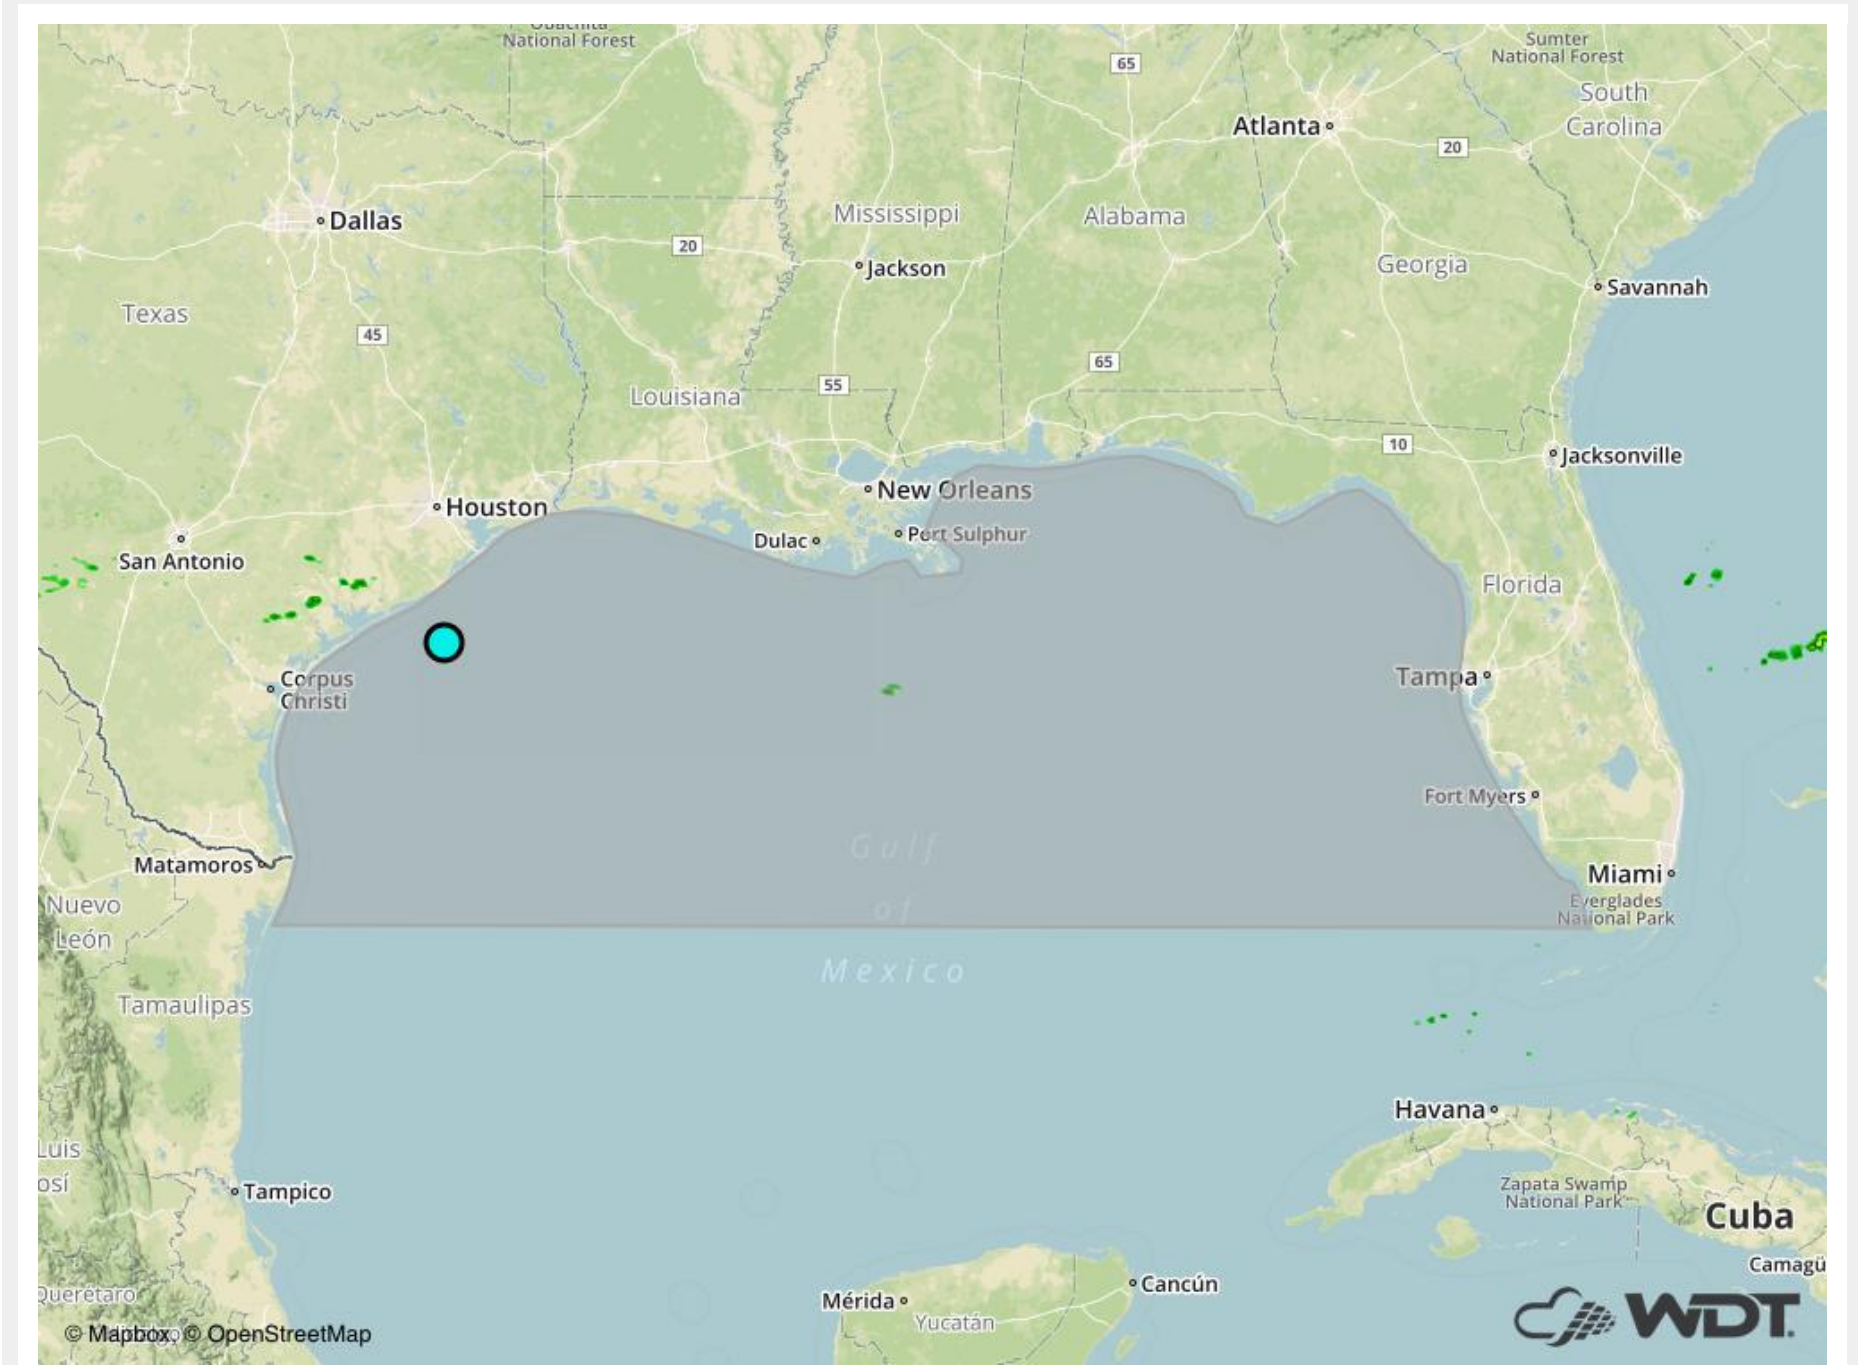 Ouachita
National Forest
65
Sumter
National Forest
South
Carolina
Atlanta
20
Dallas
Mississippi
Alabama
20
Jackson
Georgia
Savannah
Texas
45
65
Louisiana
55
10
Jacksonville
New Orleans
Houston
Dulac
Port Sulphur
San Antonio
Florida
Corpus
Christi
Tampa
Fort Myers
Gulf
of
Mexico
Matamoros
Miami
Everglades
National Park
Nuevo
León
Tamaulipas
Havana
Luis
osí
Tampico
Zapata Swamp
National Park
Cuba
Camagü
Cancún
Mérida
Yucatán
Querétaro
© Mapbox, © OpenStreetMap
WDT